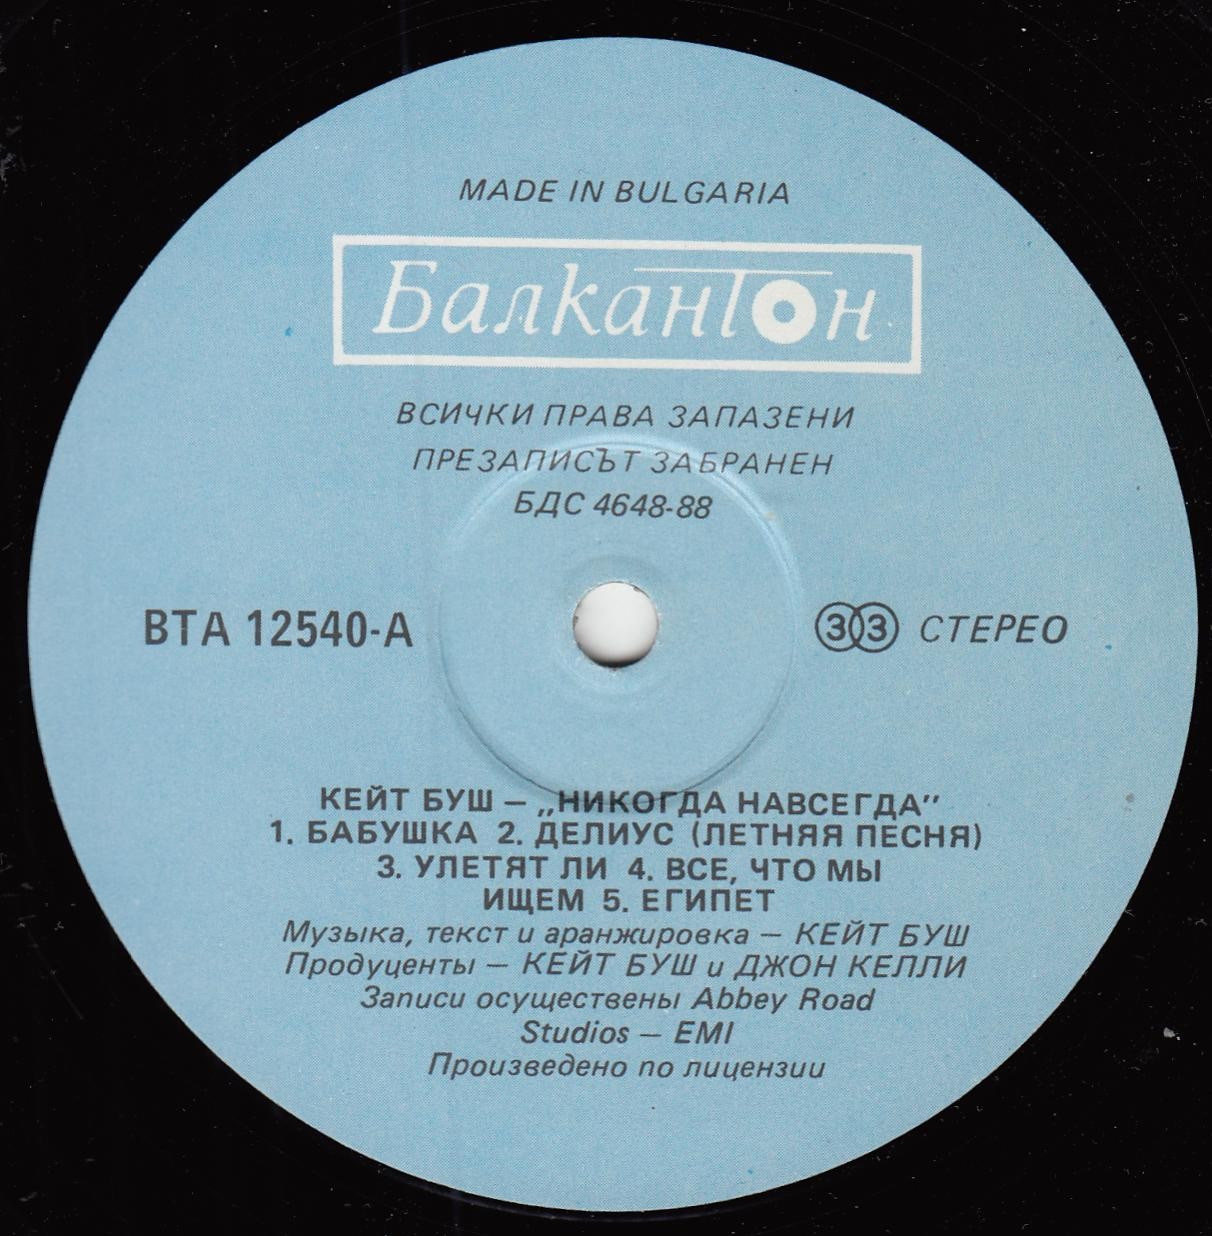 MADE IN BULGARIA
Балкантон
ВСИЧКИ ПРАВА ЗАПАЗЕНИ
ПРЕЗАПИСЪТ ЗАБРАНЕН
БДС 4648-88
ВТА 12540-А
33 СТЕРЕО
КЕЙТ БУШ – „НИКОГДА НАВСЕГДА”
1. БАБУШКА 2. ДЕЛИУС (ЛЕТНЯЯ ПЕСНЯ)
3. УЛЕТЯТ ЛИ 4. ВСЕ, ЧТО МЫ
ИЩЕМ 5. ЕГИПЕТ
Музыка, текст и аранжировка – КЕЙТ БУШ
Продуценты – КЕЙТ БУШ и ДЖОН КЕЛЛИ
Записи осуществены Abbey Road
Studios – EMI
Произведено по лицензии